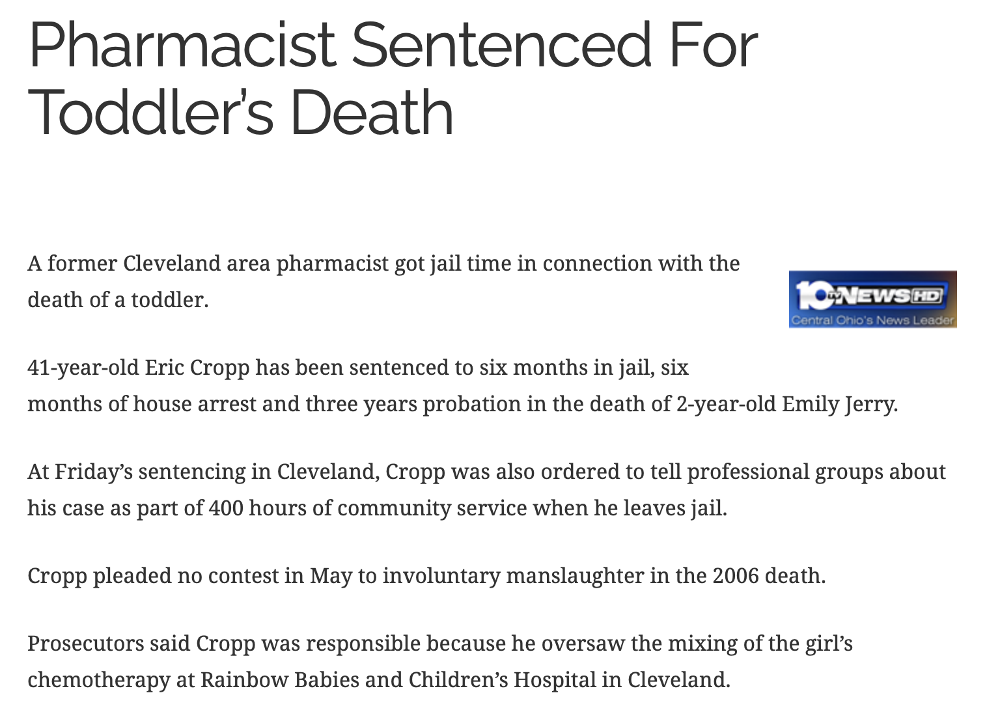 Pharmacist Sentenced For
Toddler’s Death
A former Cleveland area pharmacist got jail time in connection with the
death of a toddler.
10TV NEWS HD
Central Ohio's News Leader
41-year-old Eric Cropp has been sentenced to six months in jail, six
months of house arrest and three years probation in the death of 2-year-old Emily Jerry.
At Friday’s sentencing in Cleveland, Cropp was also ordered to tell professional groups about
his case as part of 400 hours of community service when he leaves jail.
Cropp pleaded no contest in May to involuntary manslaughter in the 2006 death.
Prosecutors said Cropp was responsible because he oversaw the mixing of the girl’s
chemotherapy at Rainbow Babies and Children’s Hospital in Cleveland.